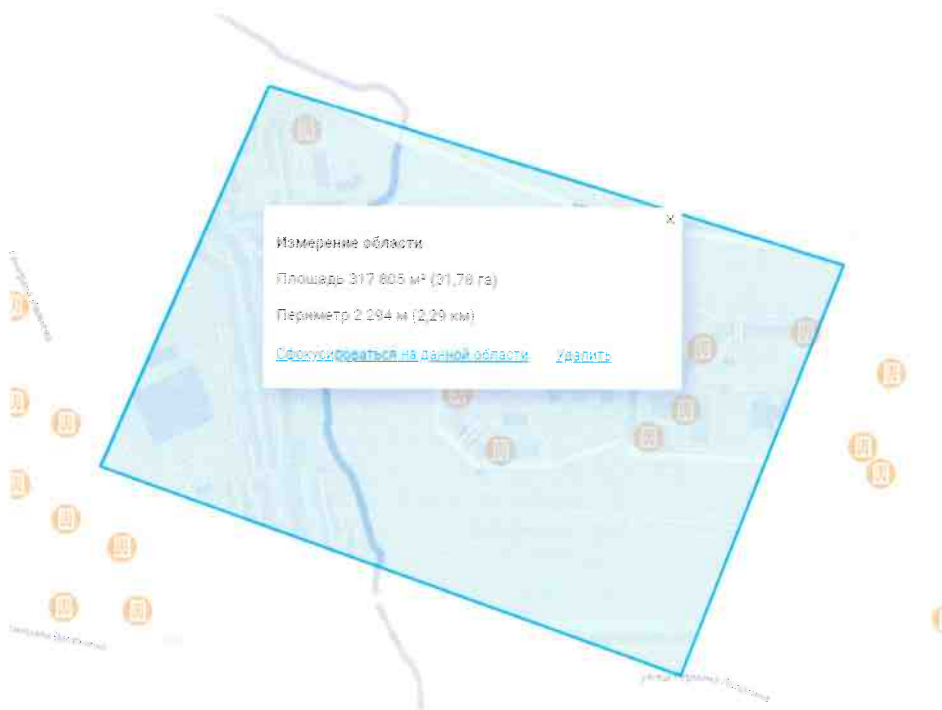 Измерение области
Площадь 317 805 м² (31,78 га)
Периметр 2 294 м (2,29 км)
Сфокусироваться на данной области Удалить
улица